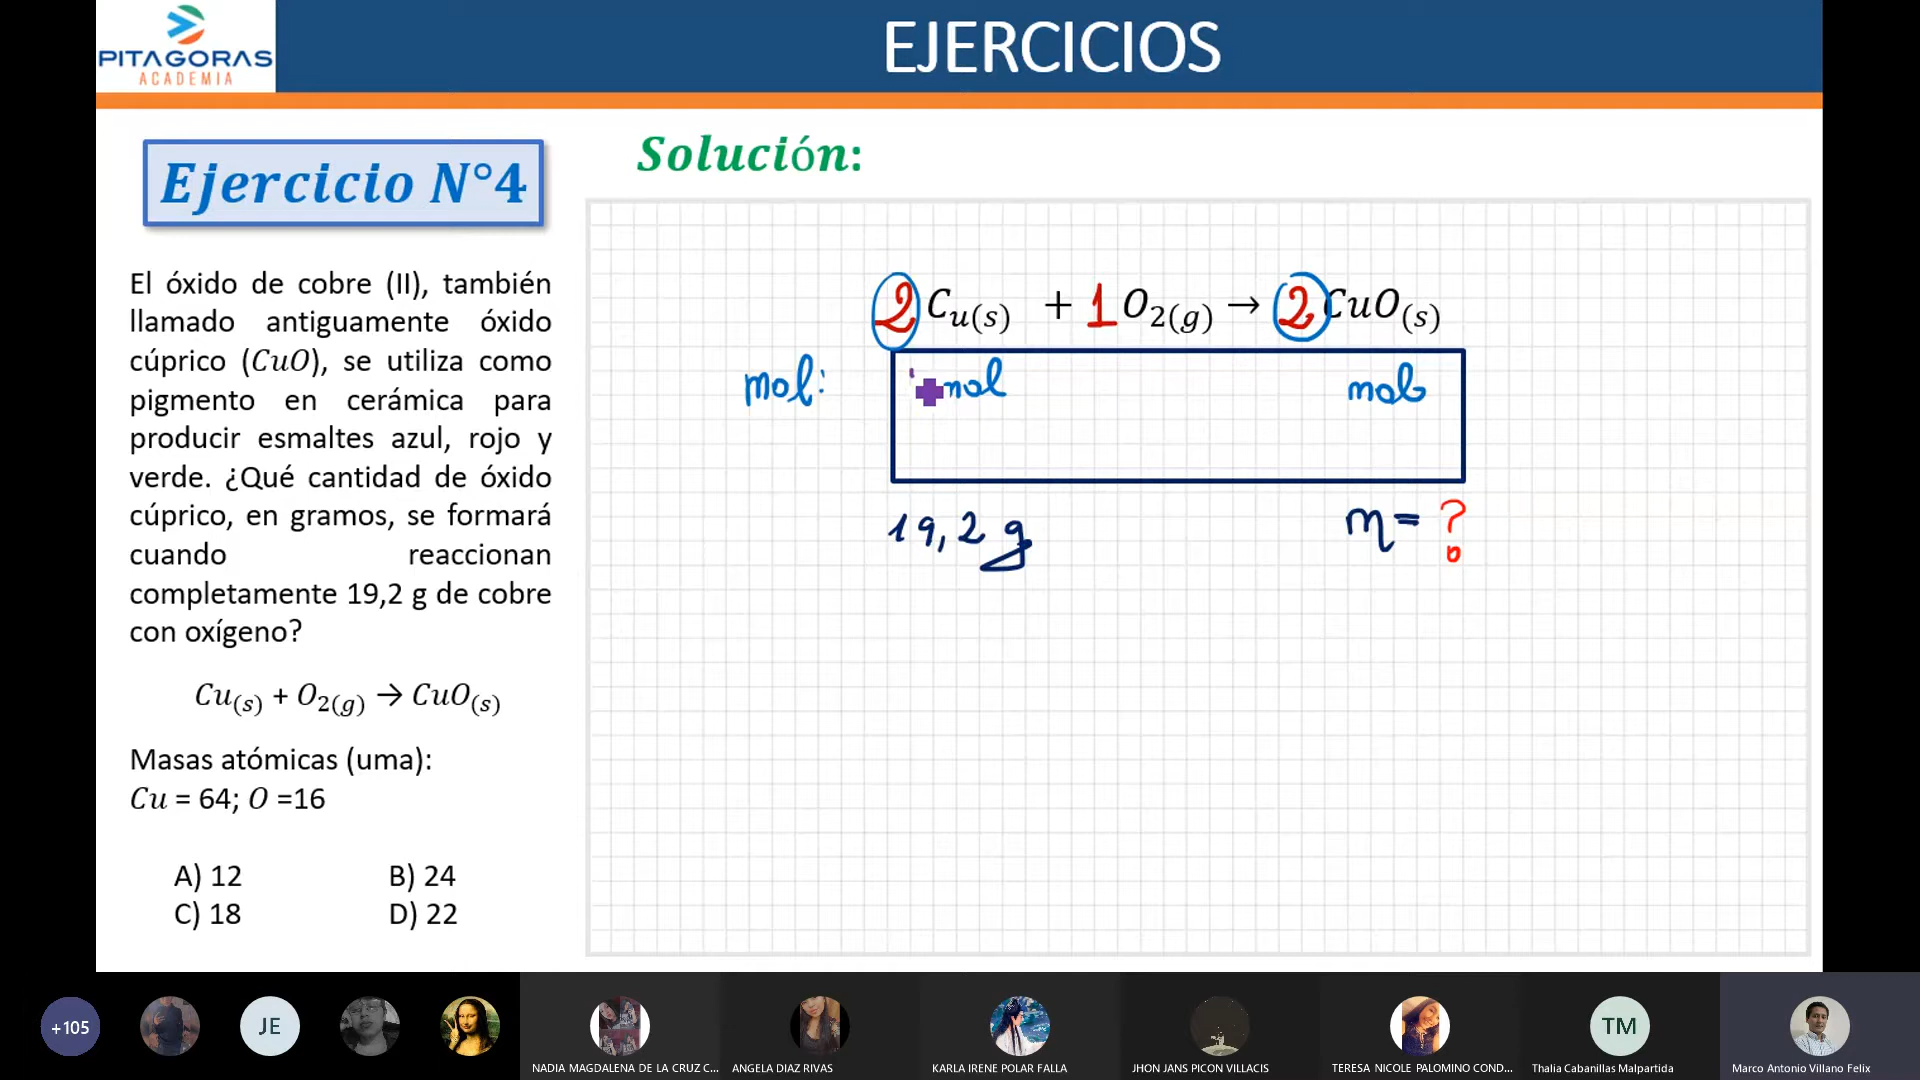 PITAGORAS
ACADEMIA
EJERCICIOS
Ejercicio N°4
Solución:
El óxido de cobre (II), también
llamado antiguamente óxido
cúprico (CuO), se utiliza como
pigmento en cerámica para
producir esmaltes azul, rojo y
verde. ¿Qué cantidad de óxido
cúprico, en gramos, se formará
cuando reaccionan
completamente 19,2 g de cobre
con oxígeno?
Cu(s) + O2(g) → CuO(s)
Masas atómicas (uma):
Cu = 64; O =16
A) 12 B) 24
C) 18 D) 22
2 Cu(s) + 1 O2(g) → 2 CuO(s)
mol: mol mol
19,2 g m = ?
+105
JE
TM
NADIA MAGDALENA DE LA CRUZ C... ANGELA DIAZ RIVAS KARLA IRENE POLAR FALLA JHON JANS PICON VILLACIS TERESA NICOLE PALOMINO COND... Thalia Cabanillas Malpartida Marco Antonio Villano Felix